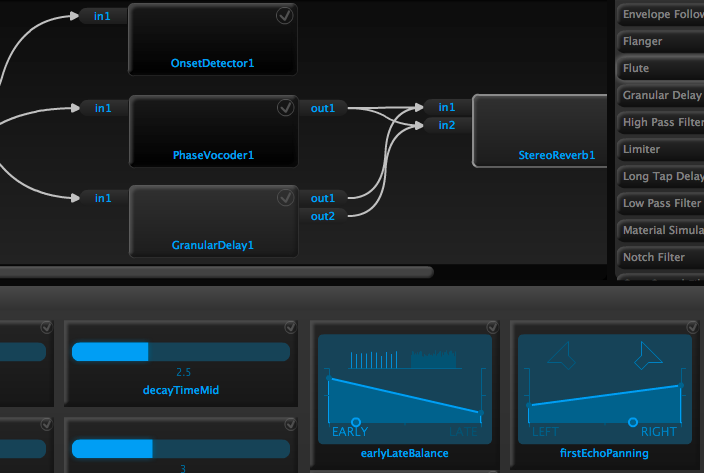 in1
OnsetDetector1
in1
out1
PhaseVocoder1
in1
out1
out2
GranularDelay1
in1
in2
StereoReverb1
Envelope Follow
Flanger
Flute
Granular Delay
High Pass Filter
Limiter
Long Tap Delay
Low Pass Filter
Material Simula
Notch Filter
2.5
decayTimeMid
3
EARLY
LATE
earlyLateBalance
LEFT
RIGHT
firstEchoPanning